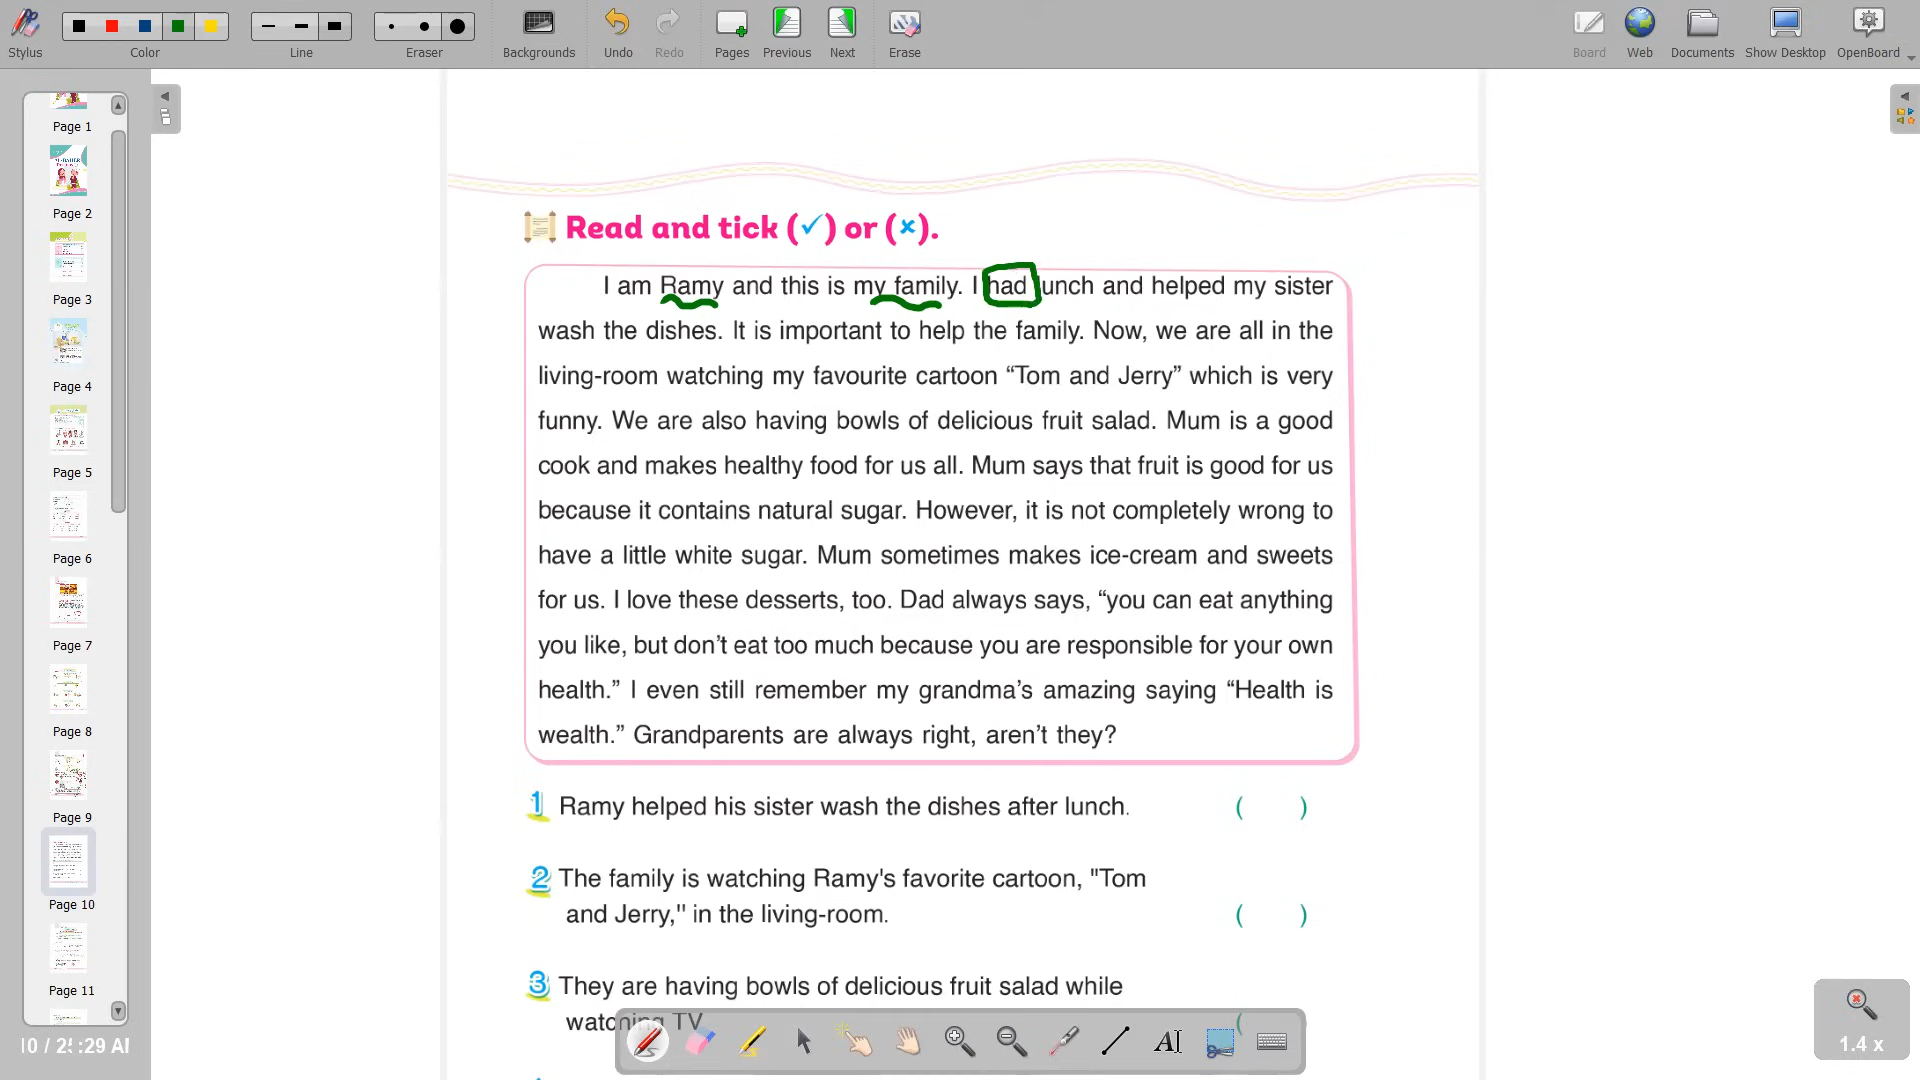 Stylus
Color
Line
Eraser
Backgrounds
Undo
Redo
Pages
Previous
Next
Erase
Board
Web
Documents
Show Desktop
OpenBoard
Page 1
Page 2
Page 3
Page 4
Page 5
Page 6
Page 7
Page 8
Page 9
Page 10
Page 11
Read and tick (✓) or (×).
I am Ramy and this is my family. I had lunch and helped my sister
wash the dishes. It is important to help the family. Now, we are all in the
living-room watching my favourite cartoon “Tom and Jerry” which is very
funny. We are also having bowls of delicious fruit salad. Mum is a good
cook and makes healthy food for us all. Mum says that fruit is good for us
because it contains natural sugar. However, it is not completely wrong to
have a little white sugar. Mum sometimes makes ice-cream and sweets
for us. I love these desserts, too. Dad always says, “you can eat anything
you like, but don’t eat too much because you are responsible for your own
health.” I even still remember my grandma’s amazing saying “Health is
wealth.” Grandparents are always right, aren’t they?
1 Ramy helped his sister wash the dishes after lunch. ( )
2 The family is watching Ramy's favorite cartoon, "Tom
and Jerry," in the living-room. ( )
3 They are having bowls of delicious fruit salad while
watching TV (
1.4 x